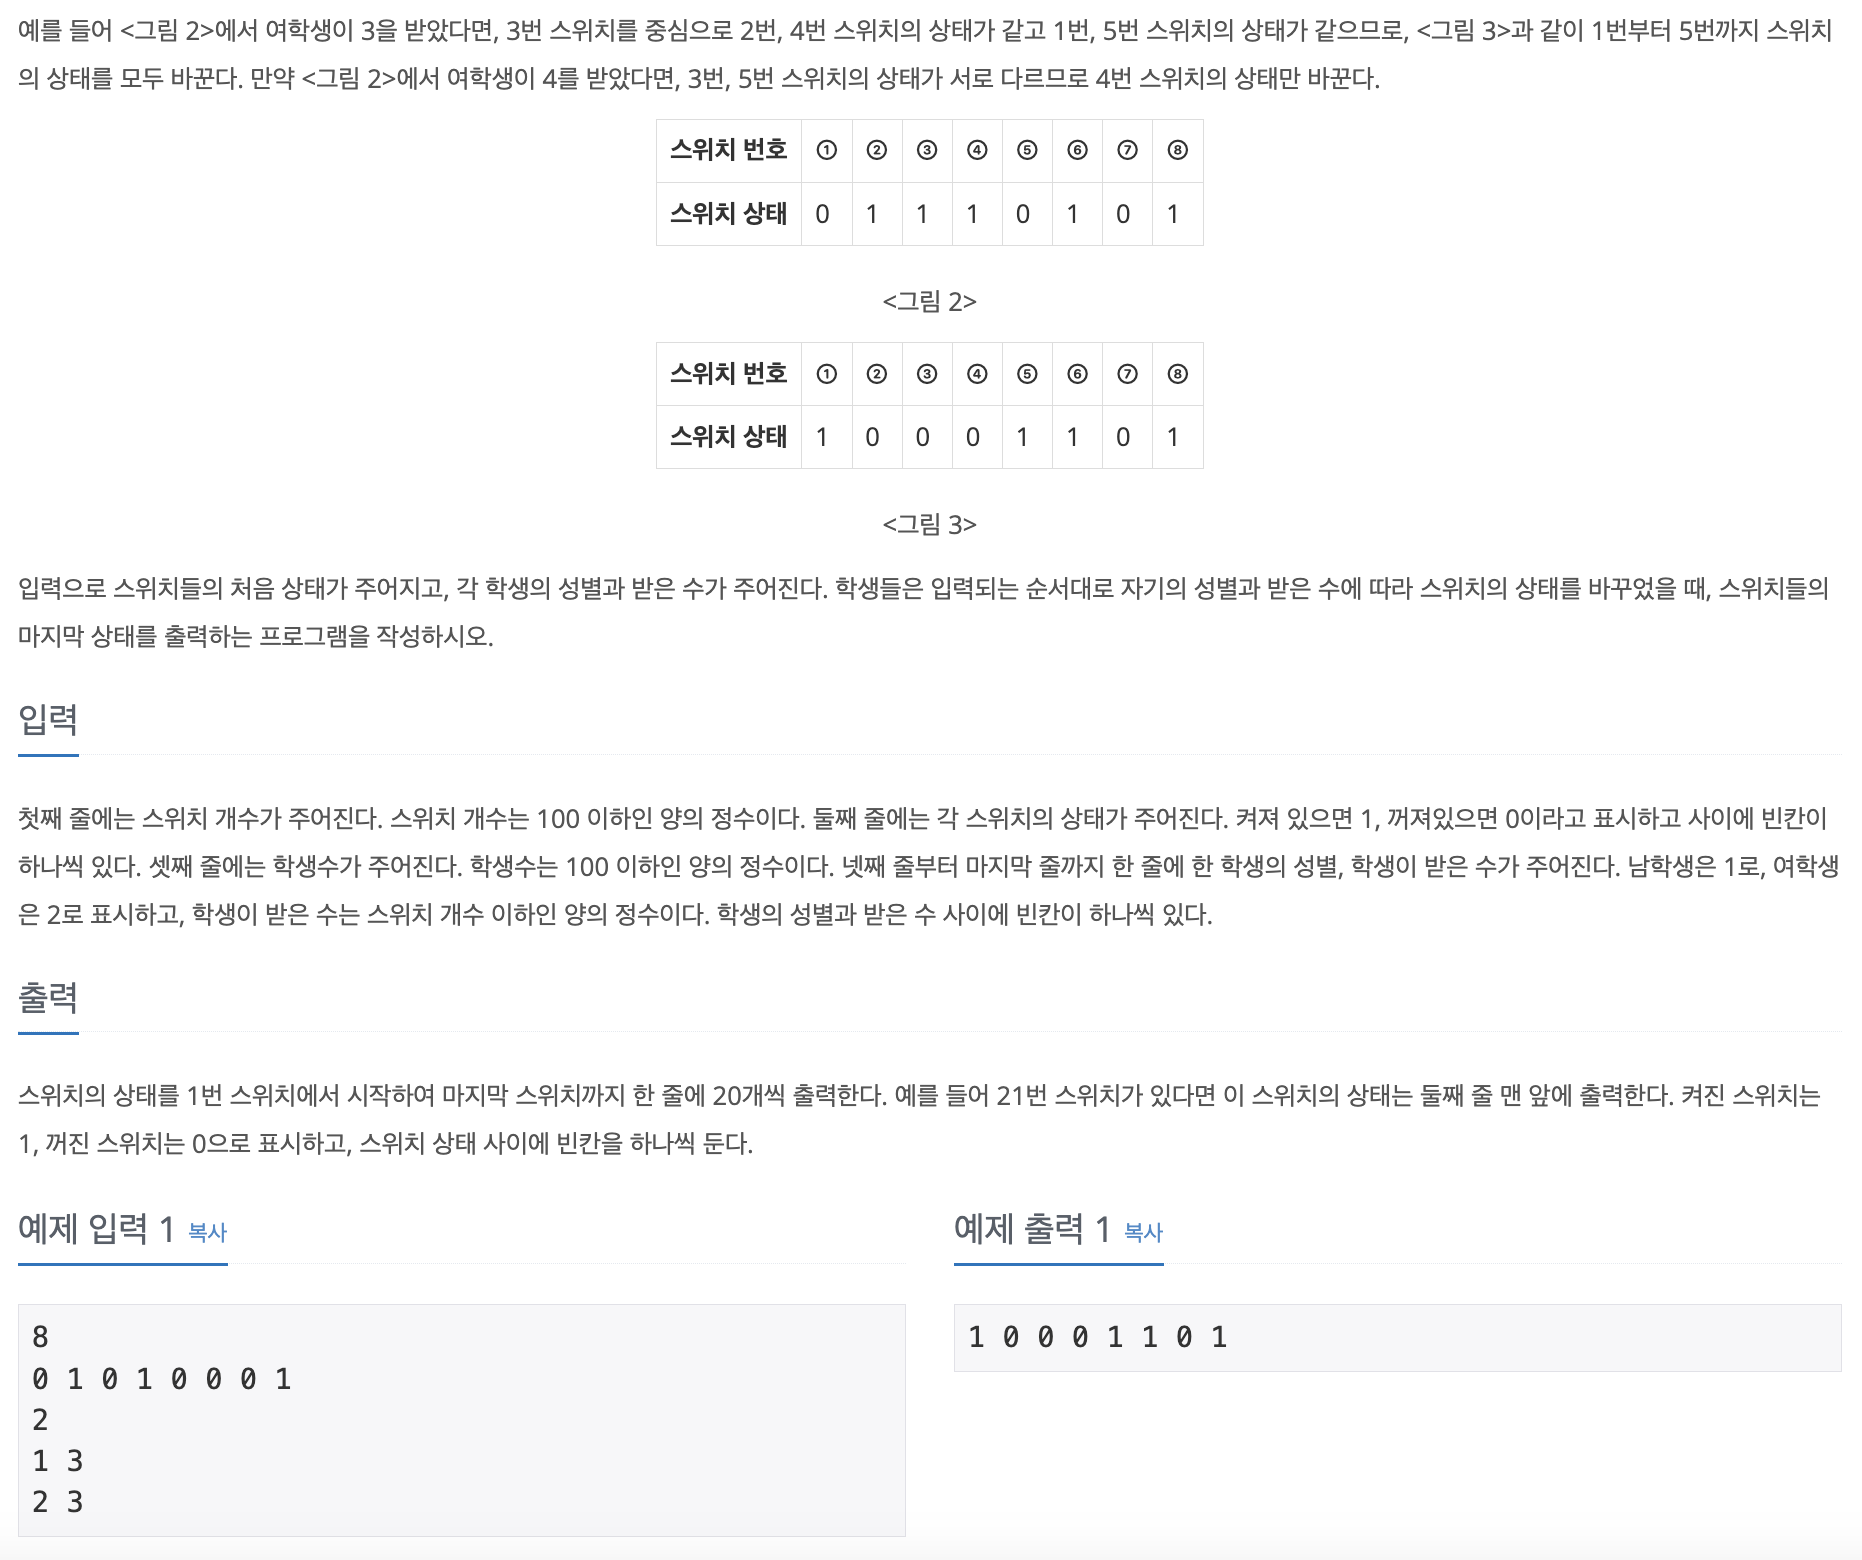 예를 들어 <그림 2>에서 여학생이 3을 받았다면, 3번 스위치를 중심으로 2번, 4번 스위치의 상태가 같고 1번, 5번 스위치의 상태가 같으므로, <그림 3>과 같이 1번부터 5번까지 스위치
의 상태를 모두 바꾼다. 만약 <그림 2>에서 여학생이 4를 받았다면, 3번, 5번 스위치의 상태가 서로 다르므로 4번 스위치의 상태만 바꾼다.
스위치 번호 ① ② ③ ④ ⑤ ⑥ ⑦ ⑧
스위치 상태 0 1 1 1 0 1 0 1
<그림 2>
스위치 번호 ① ② ③ ④ ⑤ ⑥ ⑦ ⑧
스위치 상태 1 0 0 0 1 1 0 1
<그림 3>
입력으로 스위치들의 처음 상태가 주어지고, 각 학생의 성별과 받은 수가 주어진다. 학생들은 입력되는 순서대로 자기의 성별과 받은 수에 따라 스위치의 상태를 바꾸었을 때, 스위치들의
마지막 상태를 출력하는 프로그램을 작성하시오.
입력
첫째 줄에는 스위치 개수가 주어진다. 스위치 개수는 100 이하인 양의 정수이다. 둘째 줄에는 각 스위치의 상태가 주어진다. 켜져 있으면 1, 꺼져있으면 0이라고 표시하고 사이에 빈칸이
하나씩 있다. 셋째 줄에는 학생수가 주어진다. 학생수는 100 이하인 양의 정수이다. 넷째 줄부터 마지막 줄까지 한 줄에 한 학생의 성별, 학생이 받은 수가 주어진다. 남학생은 1로, 여학생
은 2로 표시하고, 학생이 받은 수는 스위치 개수 이하인 양의 정수이다. 학생의 성별과 받은 수 사이에 빈칸이 하나씩 있다.
출력
스위치의 상태를 1번 스위치에서 시작하여 마지막 스위치까지 한 줄에 20개씩 출력한다. 예를 들어 21번 스위치가 있다면 이 스위치의 상태는 둘째 줄 맨 앞에 출력한다. 켜진 스위치는
1, 꺼진 스위치는 0으로 표시하고, 스위치 상태 사이에 빈칸을 하나씩 둔다.
예제 입력 1 복사
8
0 1 0 1 0 0 0 1
2
1 3
2 3
예제 출력 1 복사
1 0 0 0 1 1 0 1